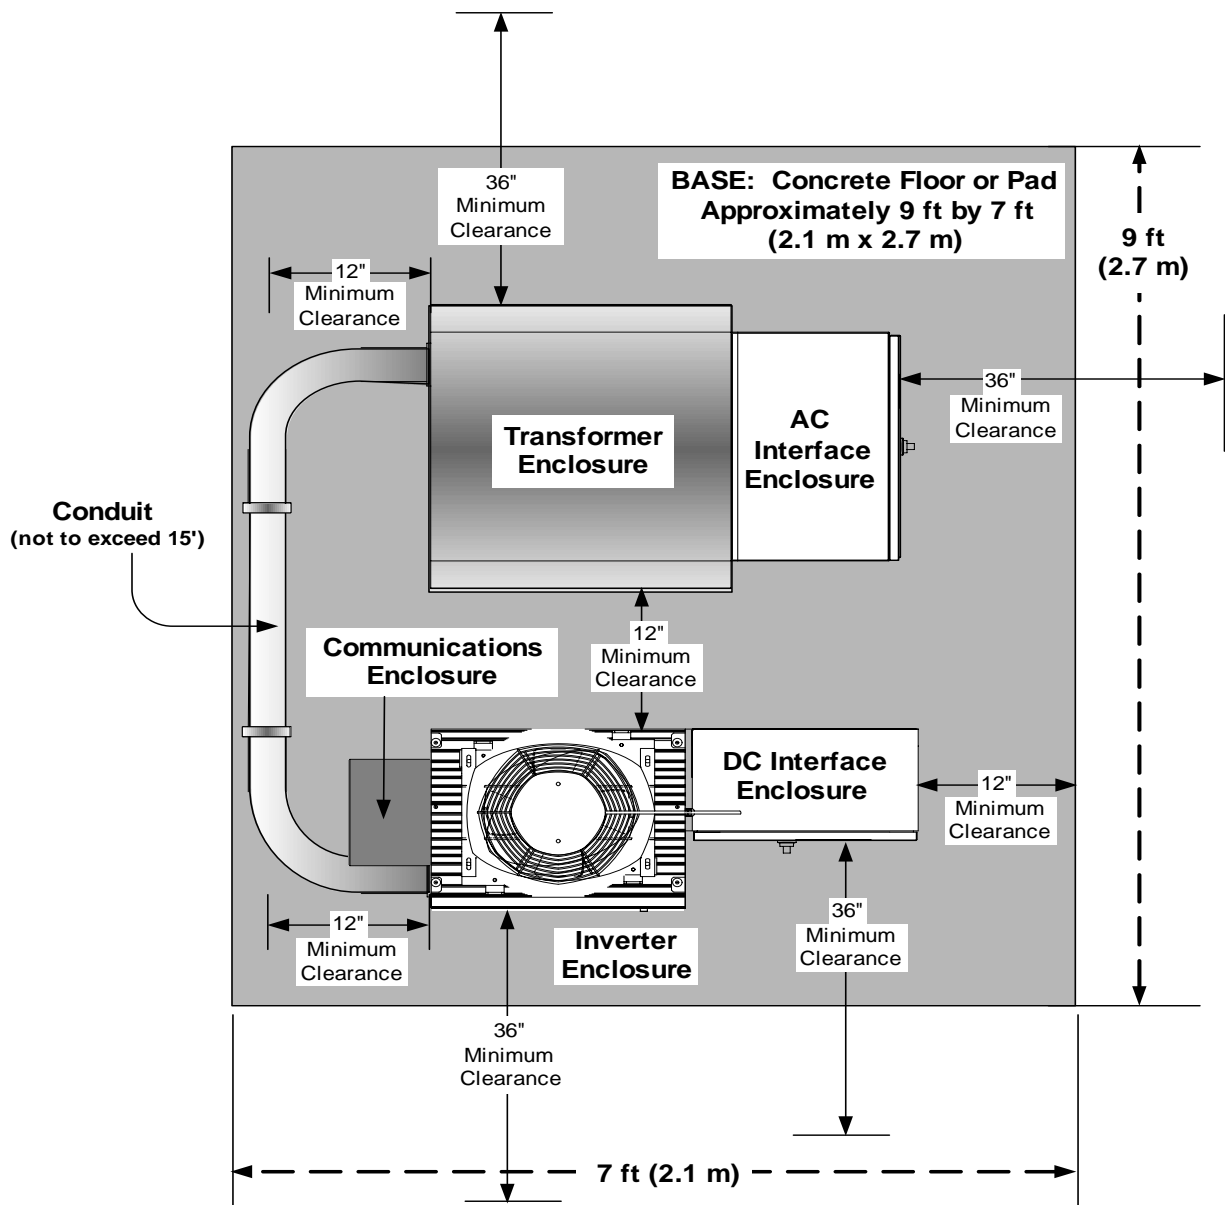 36"
Minimum
Clearance
BASE: Concrete Floor or Pad
Approximately 9 ft by 7 ft
(2.1 m x 2.7 m)
9 ft
(2.7 m)
12"
Minimum
Clearance
Transformer
Enclosure
AC
Interface
Enclosure
36"
Minimum
Clearance
Conduit
(not to exceed 15')
Communications
Enclosure
12"
Minimum
Clearance
DC Interface
Enclosure
12"
Minimum
Clearance
12"
Minimum
Clearance
Inverter
Enclosure
36"
Minimum
Clearance
36"
Minimum
Clearance
7 ft (2.1 m)